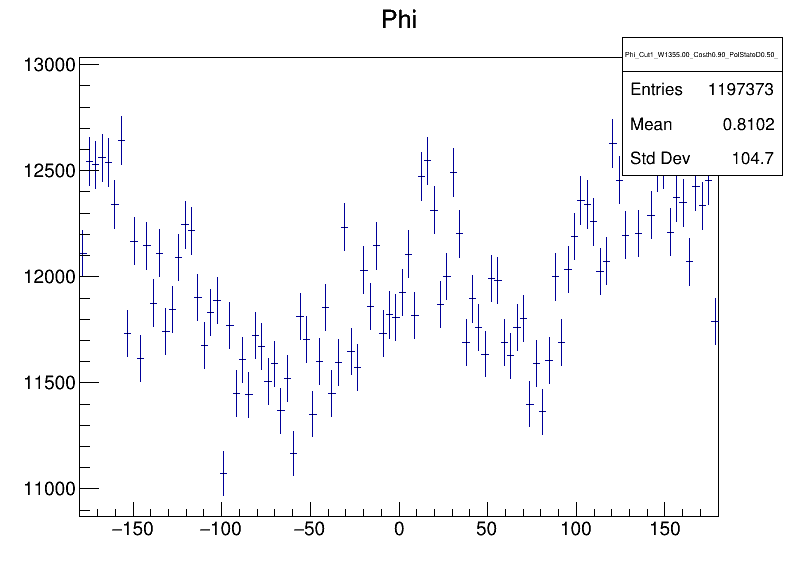 Phi
Phi_Cut1_W1355.00_Costh0.90_PolStateD0.50_
Entries 1197373
Mean 0.8102
Std Dev 104.7
13000
12500
12000
11500
11000
−150 −100 −50 0 50 100 150